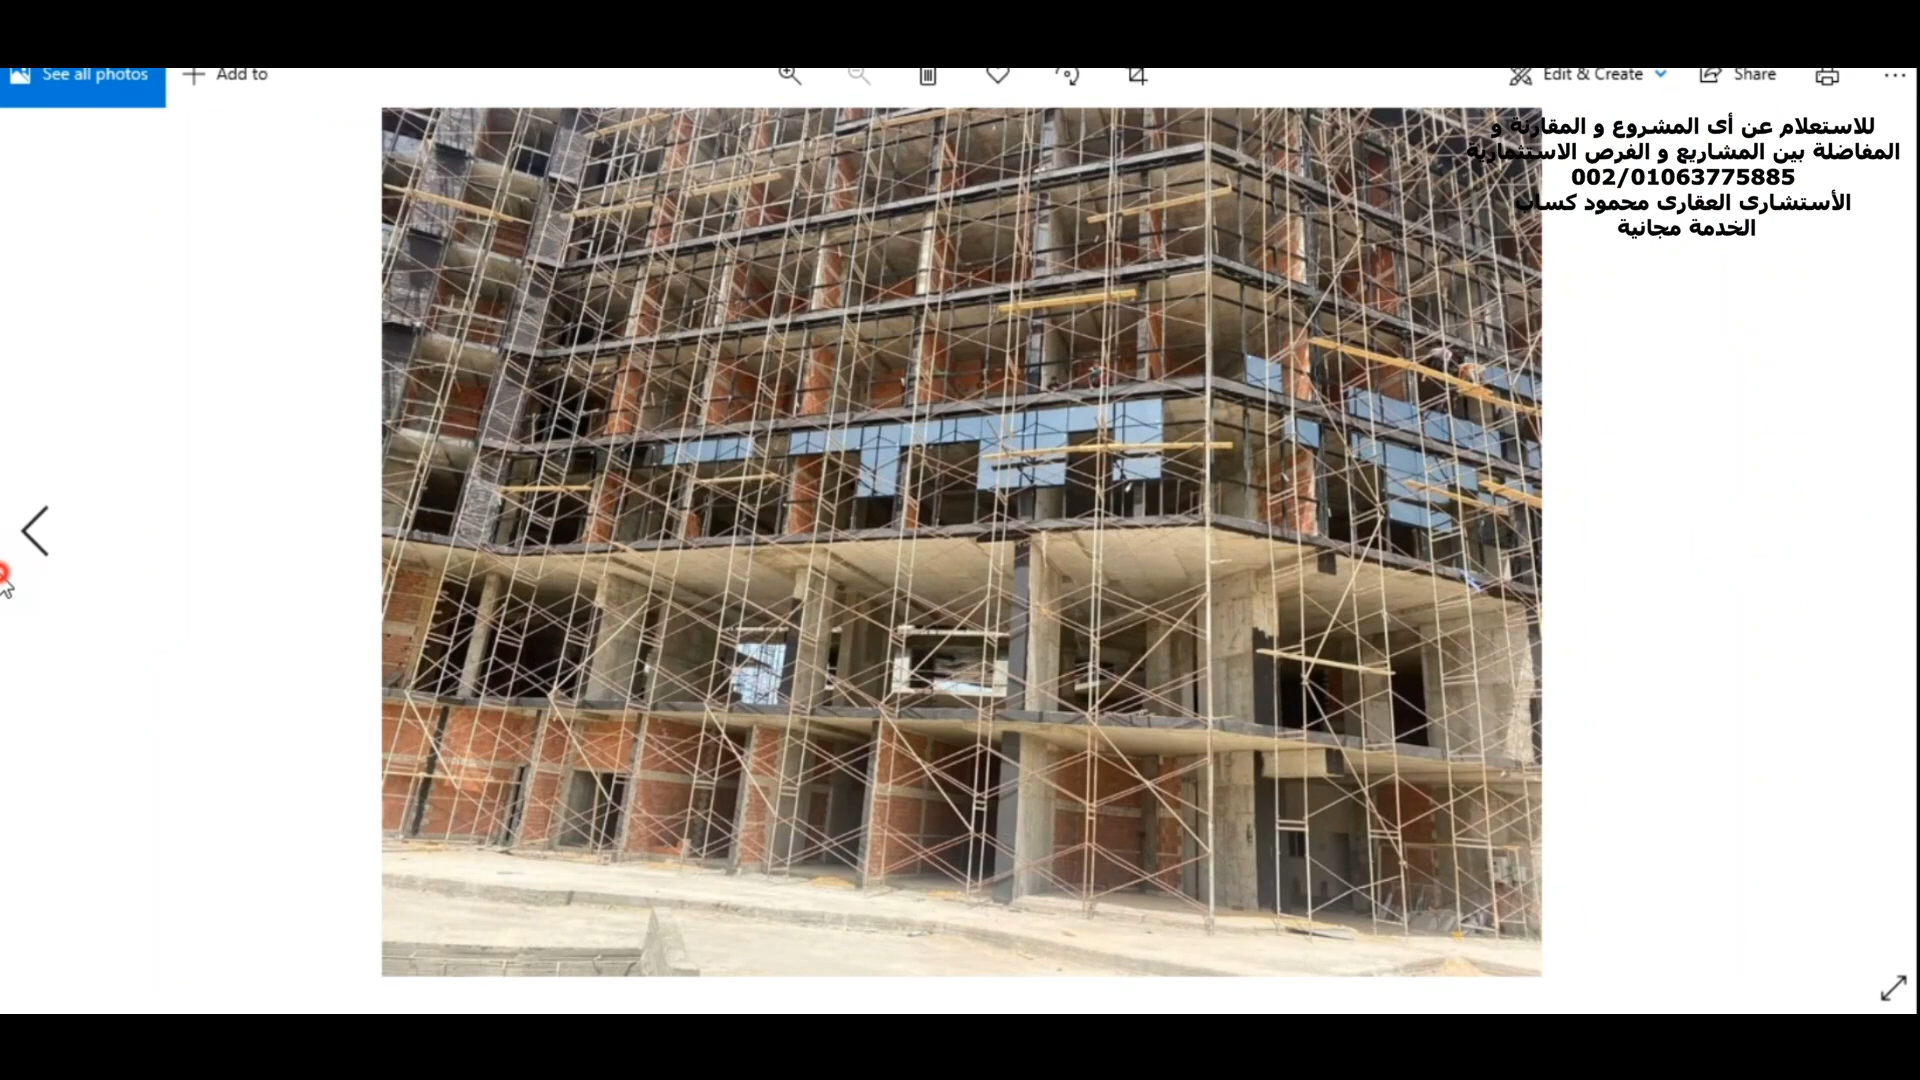 See all photos
Add to
Edit & Create
Share
للاستعلام عن أى المشروع و المقارنة و
المفاضلة بين المشاريع و الفرص الاستثمارية
002/01063775885
الأستشارى العقارى محمود كساب
الخدمة مجانية